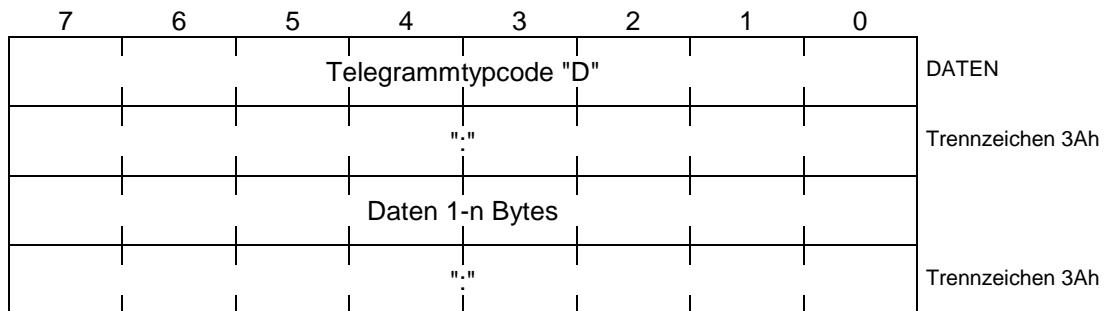 7 6 5 4 3 2 1 0
Telegrammtypcode "D" DATEN
":" Trennzeichen 3Ah
Daten 1-n Bytes
":" Trennzeichen 3Ah